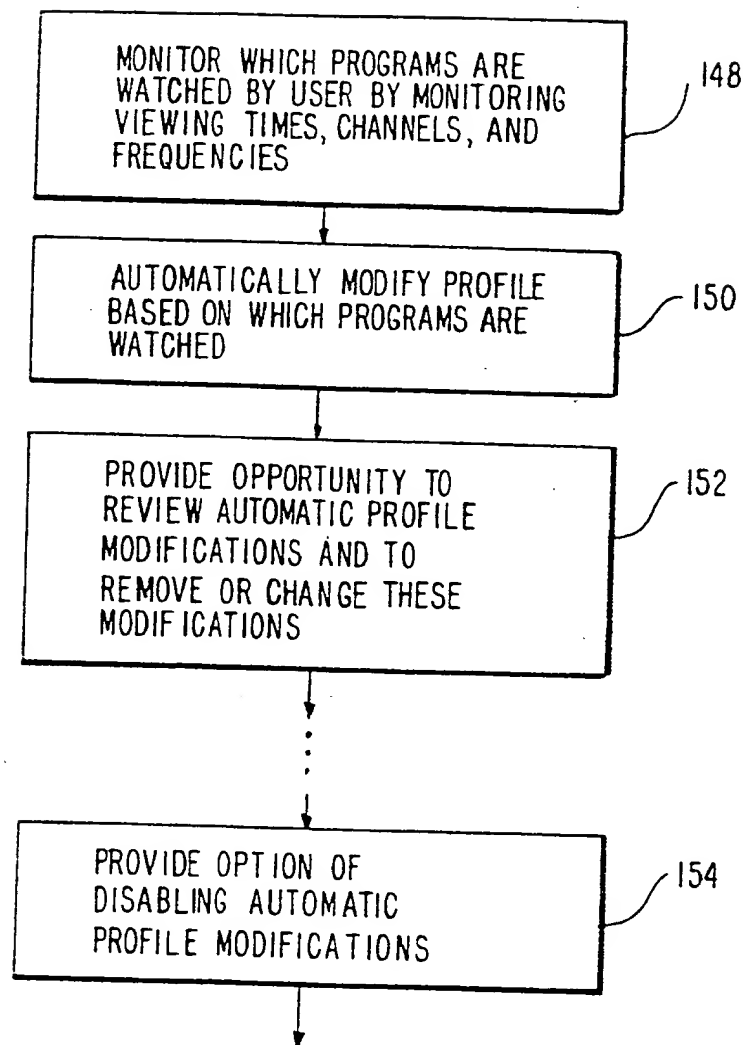 MONITOR WHICH PROGRAMS ARE
WATCHED BY USER BY MONITORING
VIEWING TIMES, CHANNELS, AND
FREQUENCIES
148
AUTOMATICALLY MODIFY PROFILE
BASED ON WHICH PROGRAMS ARE
WATCHED
150
PROVIDE OPPORTUNITY TO
REVIEW AUTOMATIC PROFILE
MODIFICATIONS AND TO
REMOVE OR CHANGE THESE
MODIFICATIONS
152
PROVIDE OPTION OF
DISABLING AUTOMATIC
PROFILE MODIFICATIONS
154